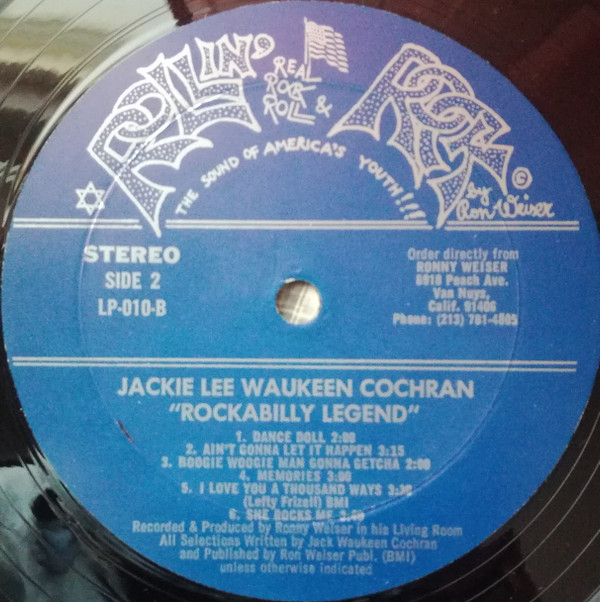 ROLLIN' REAL ROCK & ROLL ROCK ©
THE SOUND OF AMERICA'S YOUTH!!!
by Ron Weiser
STEREO
SIDE 2
LP-010-B
Order directly from
RONNY WEISER
6918 Peach Ave.
Van Nuys,
Calif. 91406
Phone: (213) 781-4805
JACKIE LEE WAUKEEN COCHRAN
"ROCKABILLY LEGEND"
1. DANCE DOLL 2:00
2. AIN'T GONNA LET IT HAPPEN 3:15
3. BOOGIE WOOGIE MAN GONNA GETCHA 2:00
4. MEMORIES 3:00
5. I LOVE YOU A THOUSAND WAYS
(Lefty Frizell) BMI
6. SHE ROCKS ME
Recorded & Produced by Ronny Weiser in his Living Room
All Selections Written by Jack Waukeen Cochran
and Published by Ron Weiser Publ. (BMI)
unless otherwise indicated